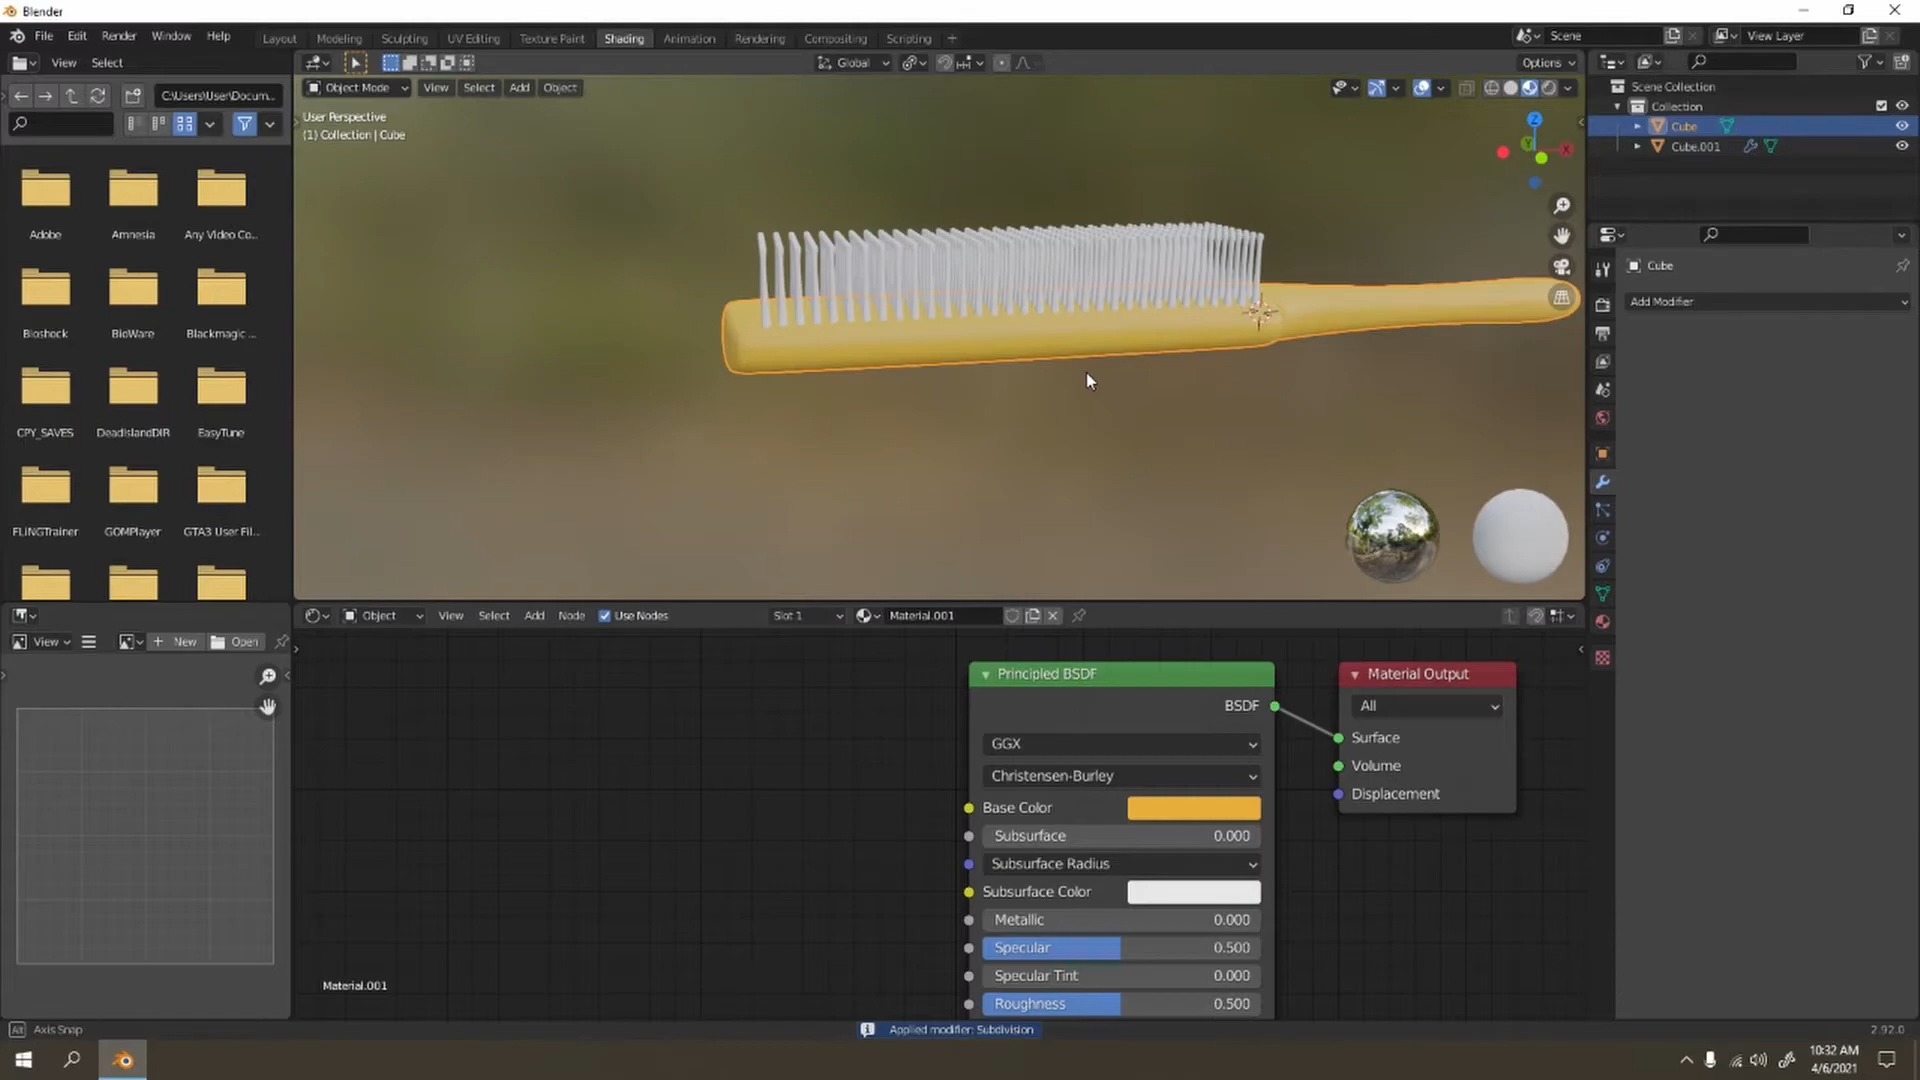 Blender
File Edit Render Window Help
Layout Modeling Sculpting UV Editing Texture Paint Shading Animation Rendering Compositing Scripting +
Scene
View Layer
View Select
Global
Options
C:\Users\User\Docum...
Object Mode View Select Add Object
User Perspective
(1) Collection | Cube
Scene Collection
Collection
Cube
Cube.001
Z
X
Y
Adobe Amnesia Any Video Co...
Bioshock BioWare Blackmagic ...
CPY_SAVES DeadIslandDIR EasyTune
FLINGTrainer GOMPlayer GTA3 User Fil...
Cube
Add Modifier
Object View Select Add Node Use Nodes Slot 1 Material.001
View + New Open
Principled BSDF
BSDF
GGX
Christensen-Burley
Base Color
Subsurface 0.000
Subsurface Radius
Subsurface Color
Metallic 0.000
Specular 0.500
Specular Tint 0.000
Roughness 0.500
Material Output
All
Surface
Volume
Displacement
Material.001
Alt Axis Snap
Applied modifier: Subdivision
2.92.0
10:32 AM
4/6/2021